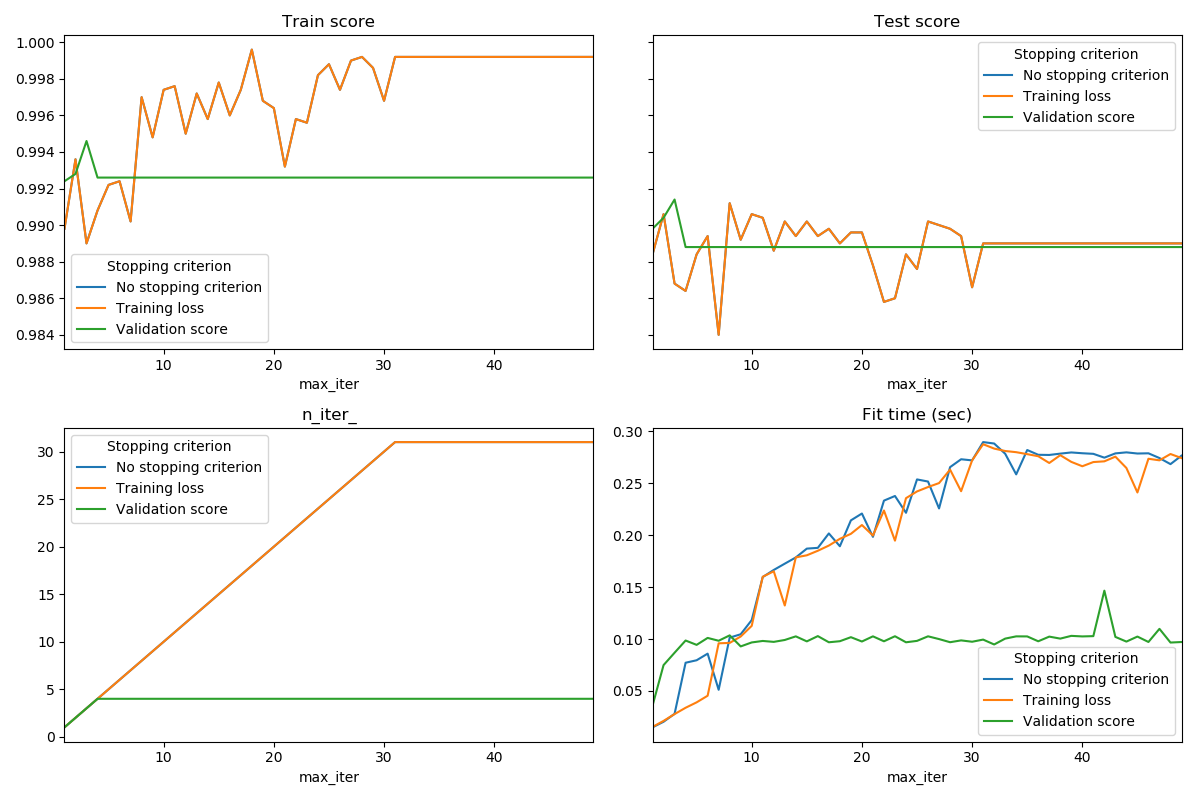 Train score
1.000
0.998
0.996
0.994
0.992
0.990
0.988
0.986
0.984
Stopping criterion
No stopping criterion
Training loss
Validation score
10 20 30 40
max_iter
Test score
Stopping criterion
No stopping criterion
Training loss
Validation score
10 20 30 40
max_iter
n_iter_
30
25
20
15
10
5
0
Stopping criterion
No stopping criterion
Training loss
Validation score
10 20 30 40
max_iter
Fit time (sec)
0.30
0.25
0.20
0.15
0.10
0.05
Stopping criterion
No stopping criterion
Training loss
Validation score
10 20 30 40
max_iter